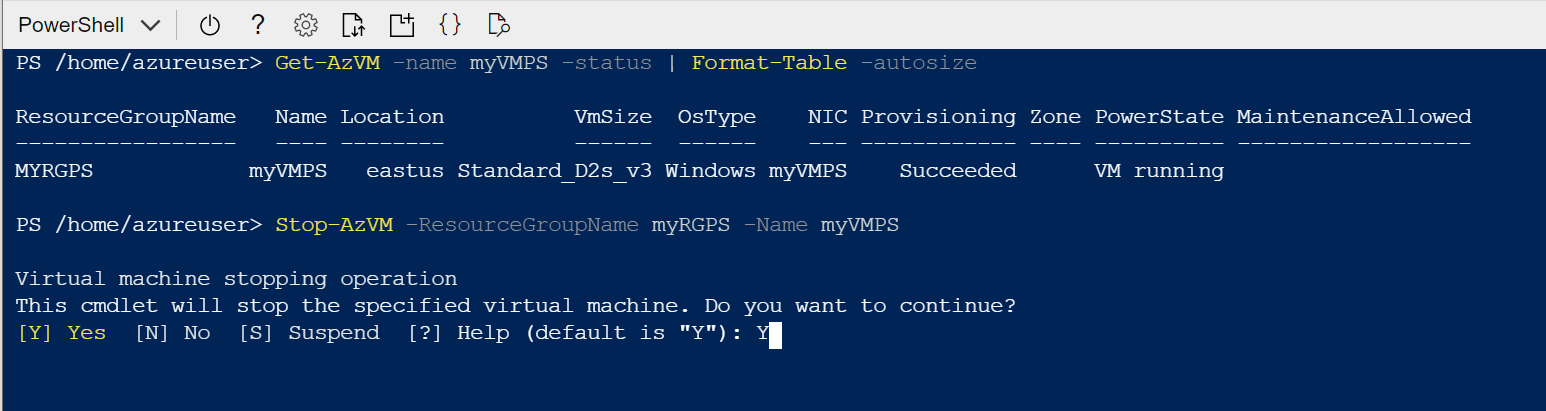 PowerShell ? {}
PS /home/azureuser> Get-AzVM -name myVMPS -status | Format-Table -autosize
ResourceGroupName Name Location VmSize OsType NIC Provisioning Zone PowerState MaintenanceAllowed
----------------- ---- -------- ------ ------ --- ------------ ---- ---------- ------------------
MYRGPS myVMPS eastus Standard_D2s_v3 Windows myVMPS Succeeded VM running
PS /home/azureuser> Stop-AzVM -ResourceGroupName myRGPS -Name myVMPS
Virtual machine stopping operation
This cmdlet will stop the specified virtual machine. Do you want to continue?
[Y] Yes [N] No [S] Suspend [?] Help (default is "Y"): Y